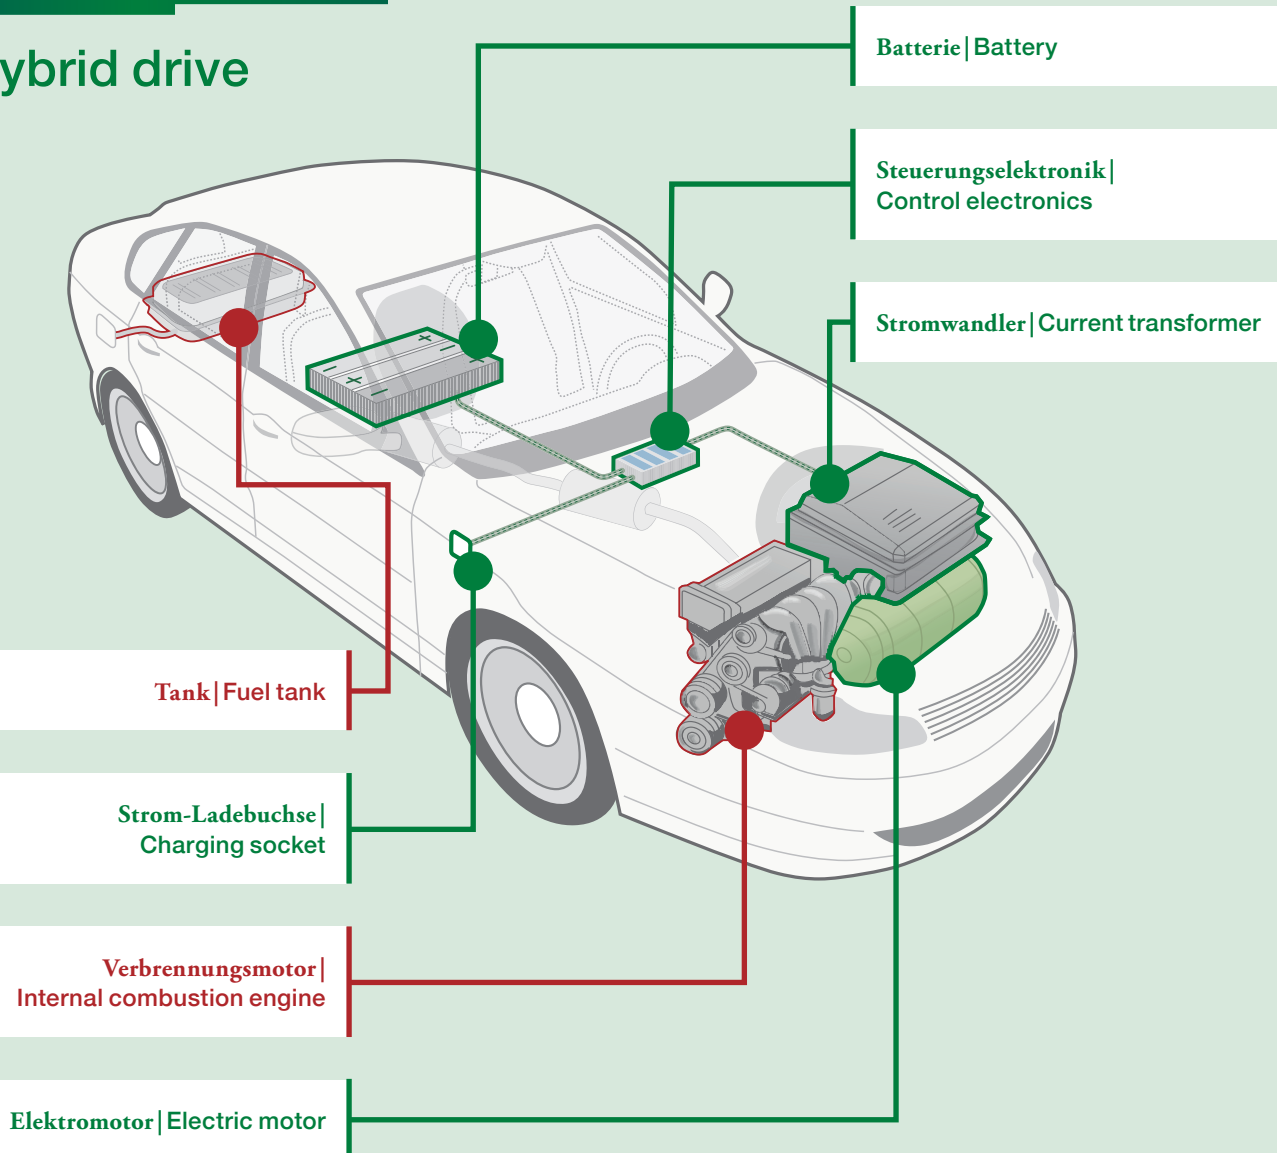 ybrid drive
Batterie | Battery
Steuerungselektronik |
Control electronics
Stromwandler | Current transformer
Tank | Fuel tank
Strom-Ladebuchse |
Charging socket
Verbrennungsmotor |
Internal combustion engine
Elektromotor | Electric motor